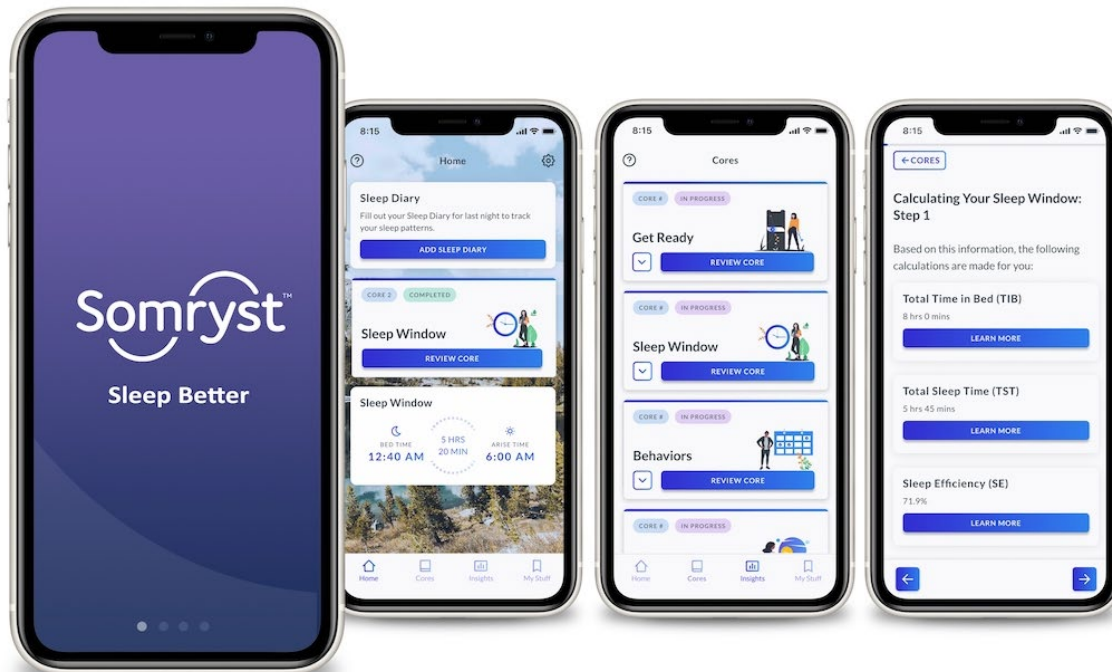 Somryst™
Sleep Better
8:15
Home
Sleep Diary
Fill out your Sleep Diary for last night to track
your sleep patterns.
ADD SLEEP DIARY
CORE 2 COMPLETED
Sleep Window
REVIEW CORE
Sleep Window
BED TIME
12:40 AM
5 HRS
20 MIN
ARISE TIME
6:00 AM
Home Cores Insights My Stuff
8:15
Cores
CORE # IN PROGRESS
Get Ready
REVIEW CORE
CORE # IN PROGRESS
Sleep Window
REVIEW CORE
CORE # IN PROGRESS
Behaviors
REVIEW CORE
CORE # IN PROGRESS
Home Cores Insights My Stuff
8:15
← CORES
Calculating Your Sleep Window:
Step 1
Based on this information, the following
calculations are made for you:
Total Time in Bed (TIB)
8 hrs 0 mins
LEARN MORE
Total Sleep Time (TST)
5 hrs 45 mins
LEARN MORE
Sleep Efficiency (SE)
71.9%
LEARN MORE